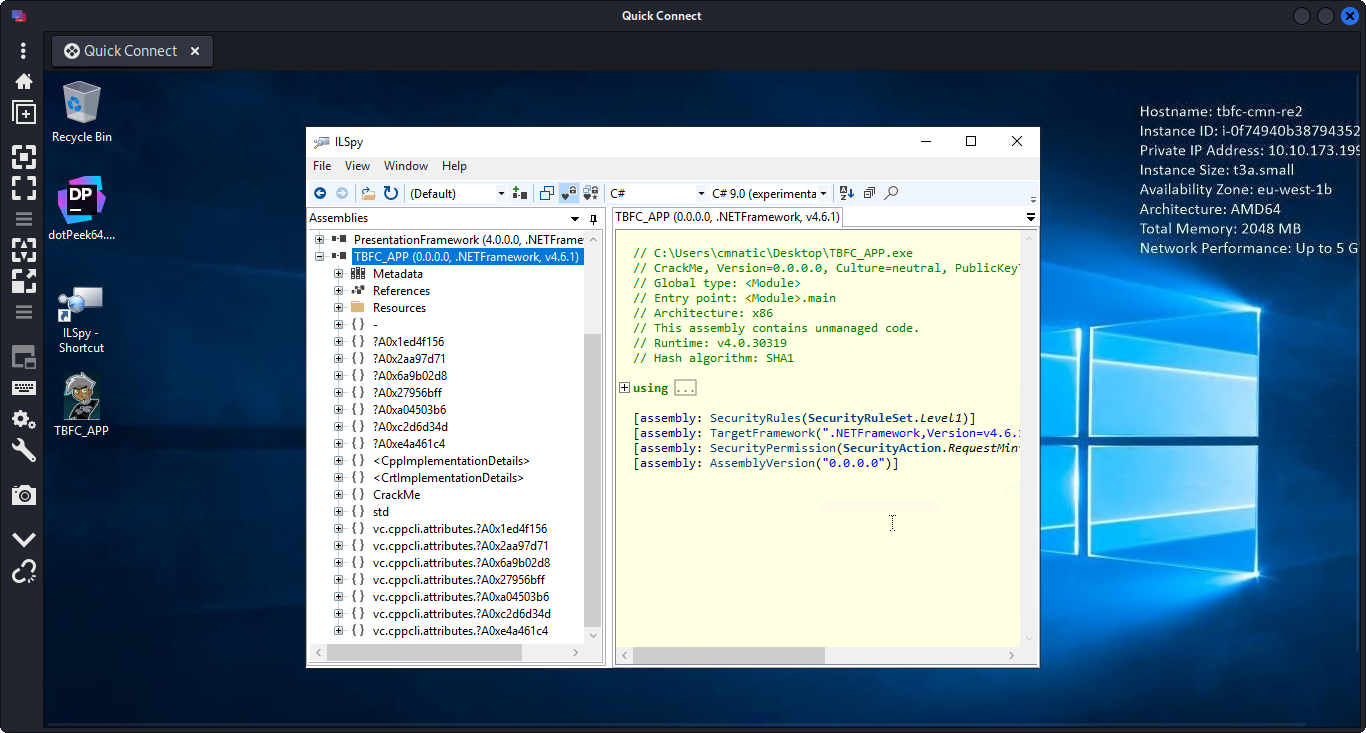 Quick Connect
Quick Connect
Recycle Bin
DP
dotPeek64....
ILSpy -
Shortcut
TBFC_APP
Hostname: tbfc-cmn-re2
Instance ID: i-0f74940b38794352
Private IP Address: 10.10.173.199
Instance Size: t3a.small
Availability Zone: eu-west-1b
Architecture: AMD64
Total Memory: 2048 MB
Network Performance: Up to 5 G
ILSpy
File View Window Help
(Default) C# C# 9.0 (experimenta
Assemblies
PresentationFramework (4.0.0.0, .NETFrame
TBFC_APP (0.0.0.0, .NETFramework, v4.6.1)
Metadata
References
Resources
{ } -
{ } ?A0x1ed4f156
{ } ?A0x2aa97d71
{ } ?A0x6a9b02d8
{ } ?A0x27956bff
{ } ?A0xa04503b6
{ } ?A0xc2d6d34d
{ } ?A0xe4a461c4
{ } <CppImplementationDetails>
{ } <CrtImplementationDetails>
{ } CrackMe
{ } std
{ } vc.cppcli.attributes.?A0x1ed4f156
{ } vc.cppcli.attributes.?A0x2aa97d71
{ } vc.cppcli.attributes.?A0x6a9b02d8
{ } vc.cppcli.attributes.?A0x27956bff
{ } vc.cppcli.attributes.?A0xa04503b6
{ } vc.cppcli.attributes.?A0xc2d6d34d
{ } vc.cppcli.attributes.?A0xe4a461c4
TBFC_APP (0.0.0.0, .NETFramework, v4.6.1)
// C:\Users\cmnatic\Desktop\TBFC_APP.exe
// CrackMe, Version=0.0.0.0, Culture=neutral, PublicKey
// Global type: <Module>
// Entry point: <Module>.main
// Architecture: x86
// This assembly contains unmanaged code.
// Runtime: v4.0.30319
// Hash algorithm: SHA1
using ...
[assembly: SecurityRules(SecurityRuleSet.Level1)]
[assembly: TargetFramework(".NETFramework,Version=v4.6.
[assembly: SecurityPermission(SecurityAction.RequestMin
[assembly: AssemblyVersion("0.0.0.0")]